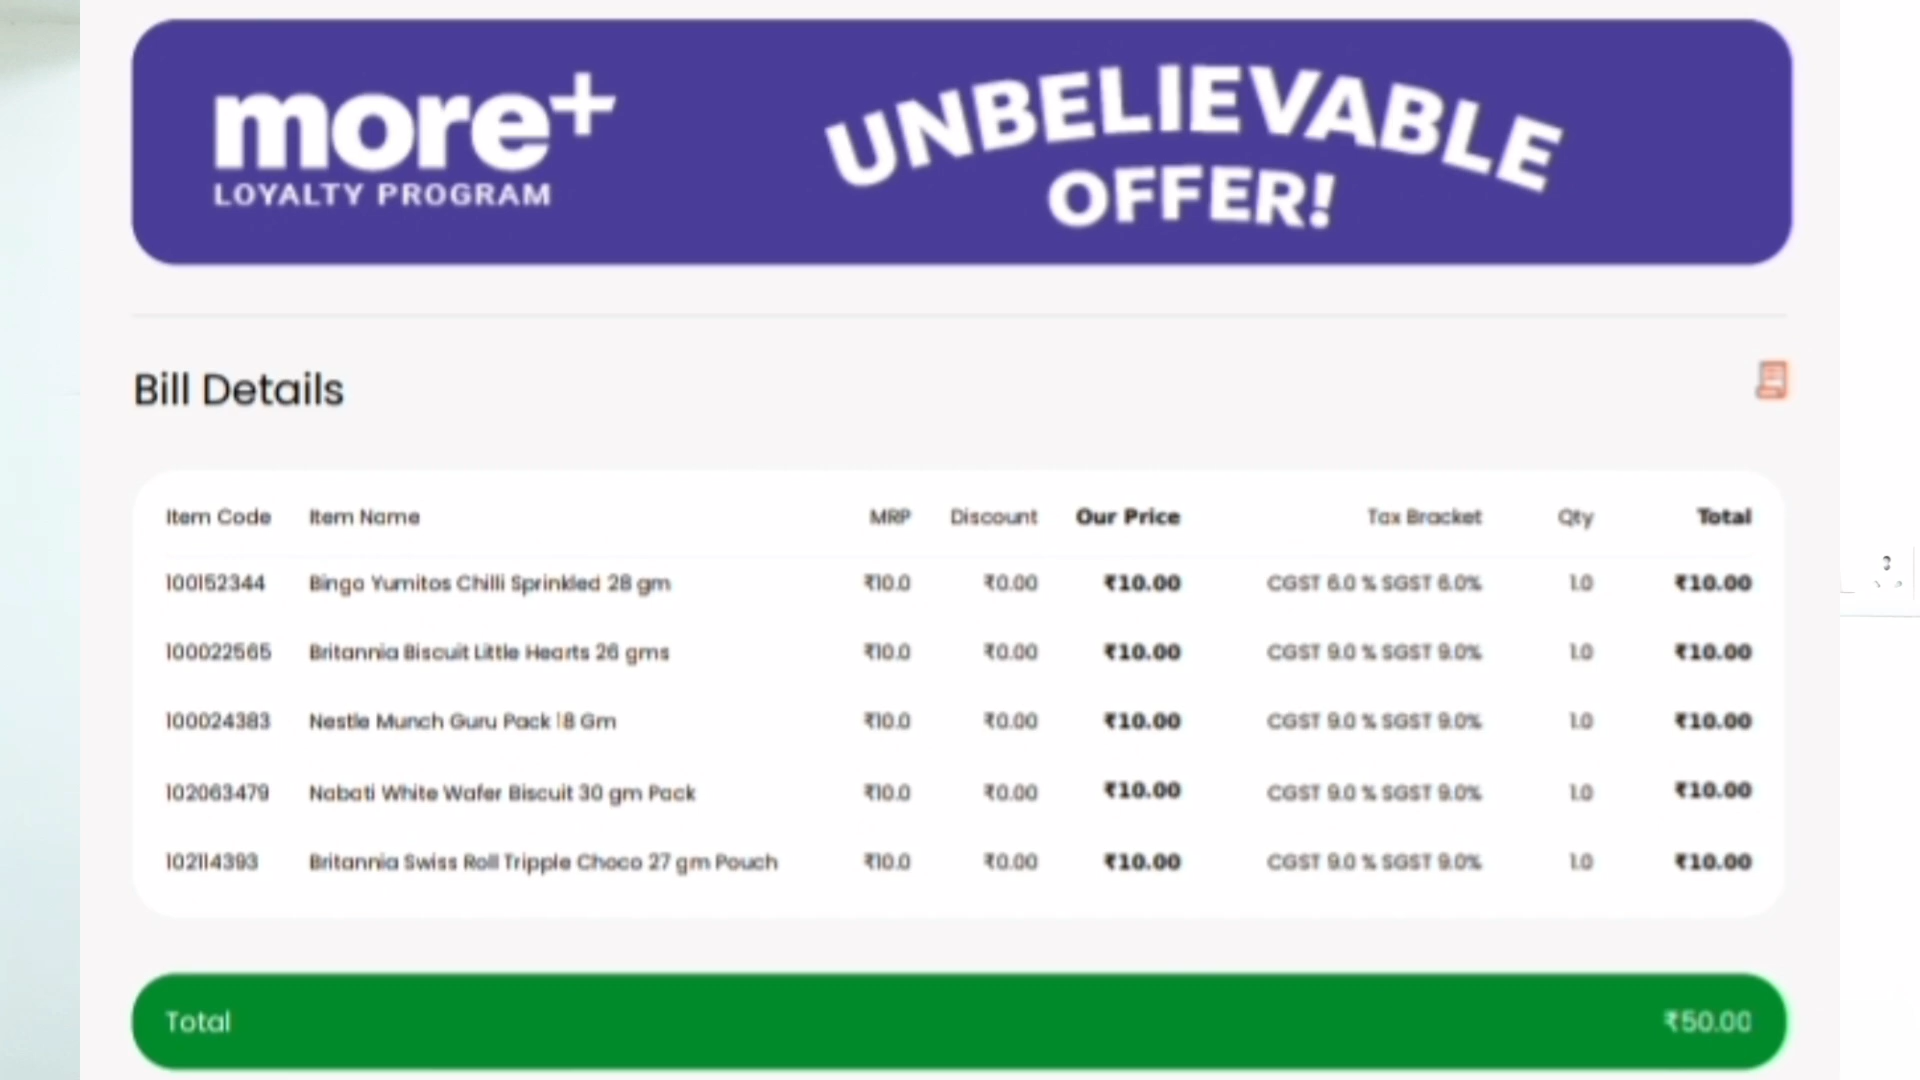 more+
LOYALTY PROGRAM
UNBELIEVABLE
OFFER!
Bill Details
Item Code Item Name MRP Discount Our Price Tax Bracket Qty Total
100152344 Bingo Yumitos Chilli Sprinkled 28 gm ₹10.0 ₹0.00 ₹10.00 CGST 6.0 % SGST 6.0% 1.0 ₹10.00
100022565 Britannia Biscuit Little Hearts 26 gms ₹10.0 ₹0.00 ₹10.00 CGST 9.0 % SGST 9.0% 1.0 ₹10.00
100024383 Nestle Munch Guru Pack 18 Gm ₹10.0 ₹0.00 ₹10.00 CGST 9.0 % SGST 9.0% 1.0 ₹10.00
102063479 Nabati White Wafer Biscuit 30 gm Pack ₹10.0 ₹0.00 ₹10.00 CGST 9.0 % SGST 9.0% 1.0 ₹10.00
102114393 Britannia Swiss Roll Tripple Choco 27 gm Pouch ₹10.0 ₹0.00 ₹10.00 CGST 9.0 % SGST 9.0% 1.0 ₹10.00
Total ₹50.00